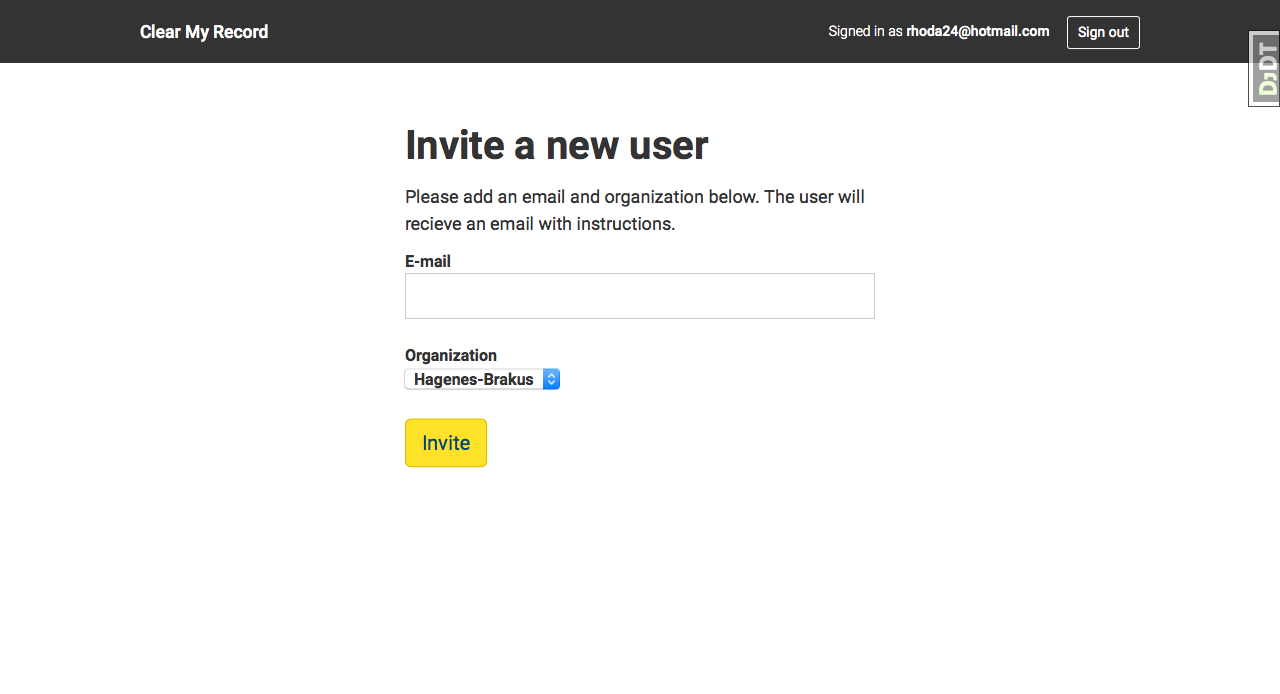 Clear My Record
Signed in as rhoda24@hotmail.com
Sign out
DjDT
Invite a new user
Please add an email and organization below. The user will
recieve an email with instructions.
E-mail
Organization
Hagenes-Brakus
Invite